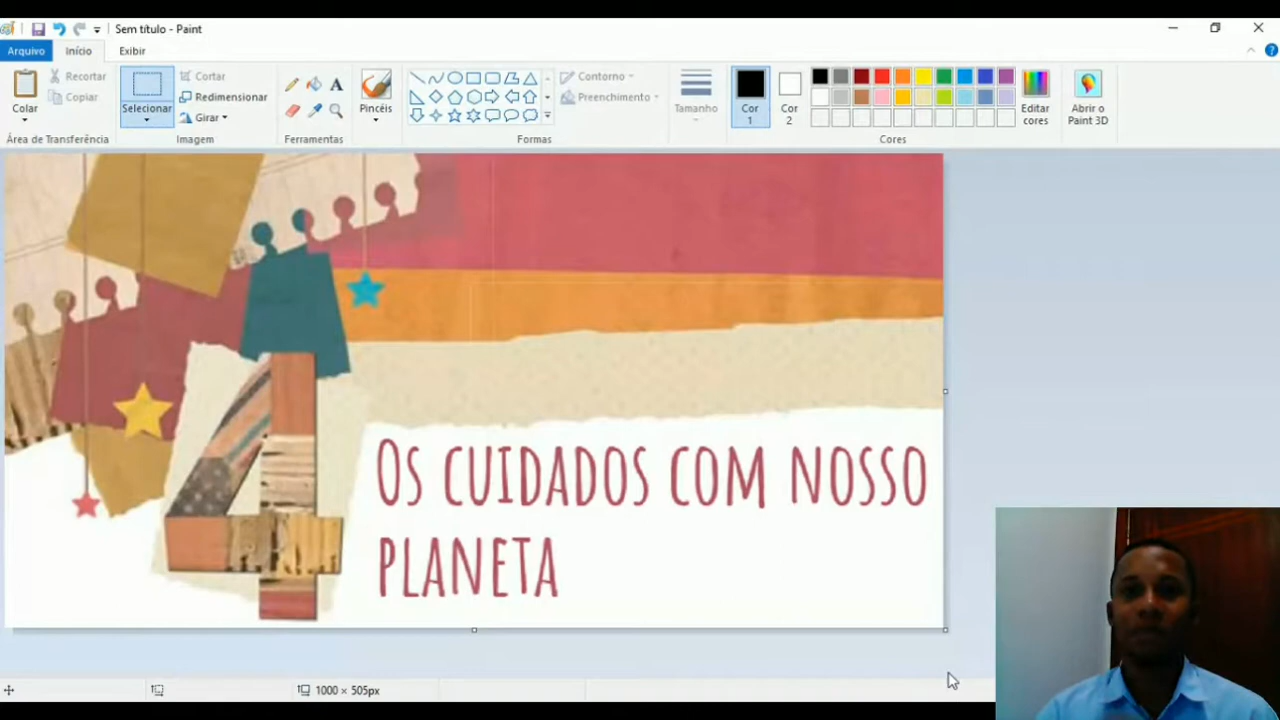 Sem título - Paint
Arquivo Início Exibir
Colar
Recortar
Copiar
Área de Transferência
Selecionar
Cortar
Redimensionar
Girar
Imagem
A
Ferramentas
Pincéis
Formas
Contorno
Preenchimento
Tamanho
Cor 1
Cor 2
Cores
Editar cores
Abrir o Paint 3D
?
4
Os cuidados com nosso
planeta
1000 × 505px